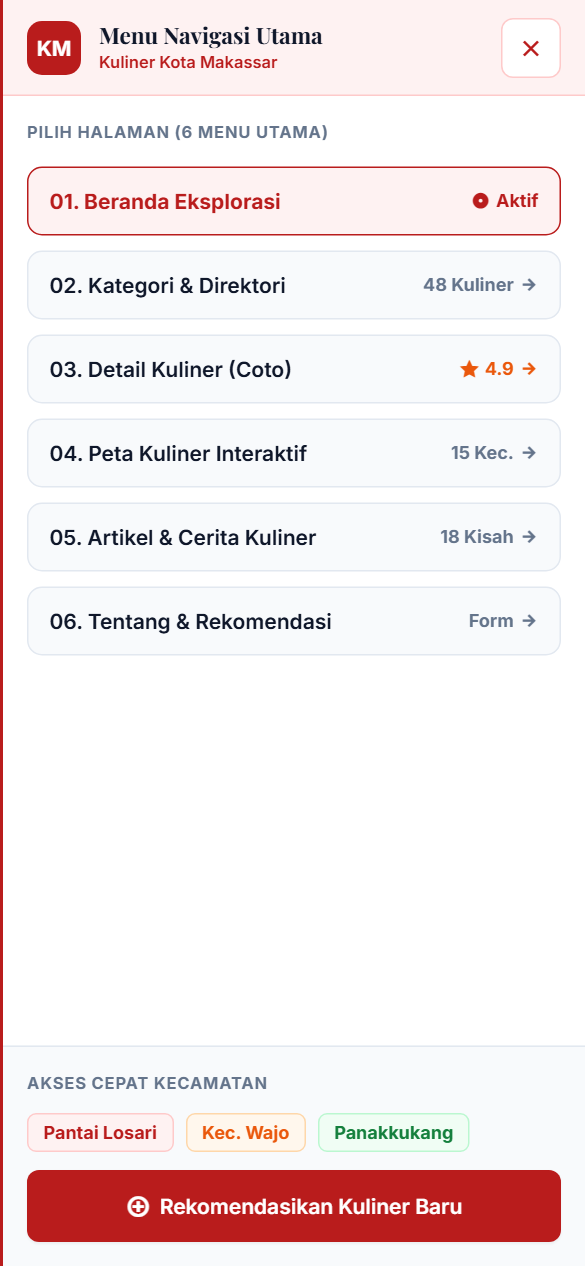 KM
Menu Navigasi Utama
Kuliner Kota Makassar
PILIH HALAMAN (6 MENU UTAMA)
01. Beranda Eksplorasi Aktif
02. Kategori & Direktori 48 Kuliner →
03. Detail Kuliner (Coto) ★ 4.9 →
04. Peta Kuliner Interaktif 15 Kec. →
05. Artikel & Cerita Kuliner 18 Kisah →
06. Tentang & Rekomendasi Form →
AKSES CEPAT KECAMATAN
Pantai Losari Kec. Wajo Panakkukang
Rekomendasikan Kuliner Baru